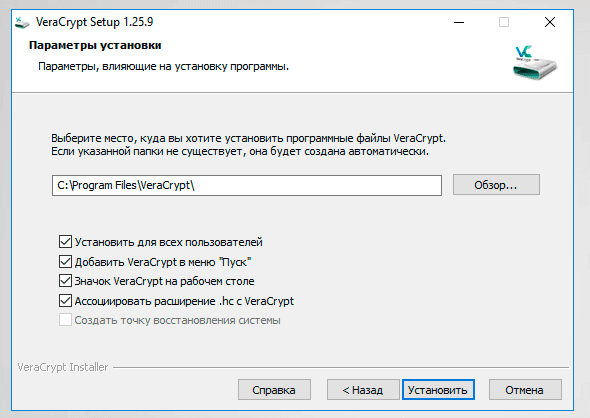 VeraCrypt Setup 1.25.9
Параметры установки
Параметры, влияющие на установку программы.
VC
VeraCrypt
Выберите место, куда вы хотите установить программные файлы VeraCrypt.
Если указанной папки не существует, она будет создана автоматически.
C:\Program Files\VeraCrypt\
Обзор...
Установить для всех пользователей
Добавить VeraCrypt в меню "Пуск"
Значок VeraCrypt на рабочем столе
Ассоциировать расширение .hc с VeraCrypt
Создать точку восстановления системы
VeraCrypt Installer
Справка
< Назад
Установить
Отмена